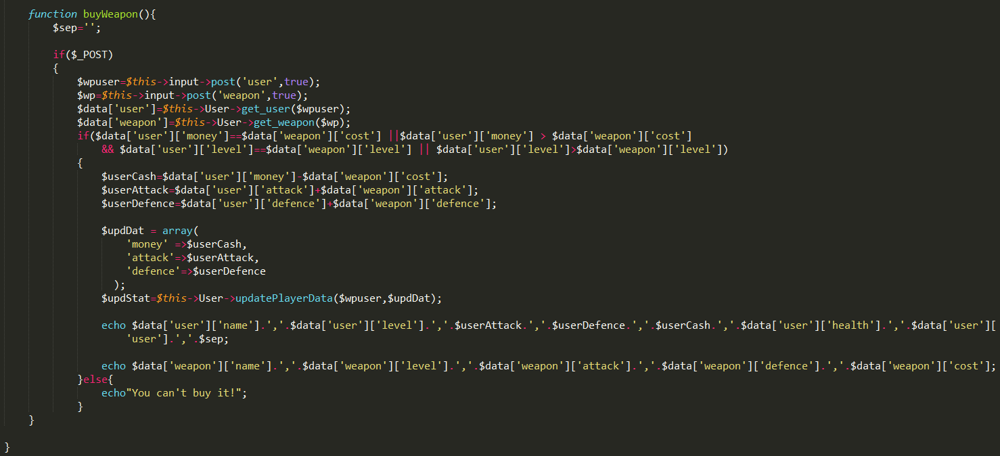 function buyWeapon(){
$sep='';
if($_POST)
{
$wpuser=$this->input->post('user',true);
$wp=$this->input->post('weapon',true);
$data['user']=$this->User->get_user($wpuser);
$data['weapon']=$this->User->get_weapon($wp);
if($data['user']['money']==$data['weapon']['cost'] ||$data['user']['money'] > $data['weapon']['cost']
&& $data['user']['level']==$data['weapon']['level'] || $data['user']['level']>$data['weapon']['level'])
{
$userCash=$data['user']['money']-$data['weapon']['cost'];
$userAttack=$data['user']['attack']+$data['weapon']['attack'];
$userDefence=$data['user']['defence']+$data['weapon']['defence'];
$updDat = array(
'money' =>$userCash,
'attack'=>$userAttack,
'defence'=>$userDefence
);
$updStat=$this->User->updatePlayerData($wpuser,$updDat);
echo $data['user']['name'].','.$data['user']['level'].','.$userAttack.','.$userDefence.','.$userCash.','.$data['user']['health'].','.$data['user'][
'user'].','.$sep;
echo $data['weapon']['name'].','.$data['weapon']['level'].','.$data['weapon']['attack'].','.$data['weapon']['defence'].','.$data['weapon']['cost'];
}else{
echo"You can't buy it!";
}
}
}